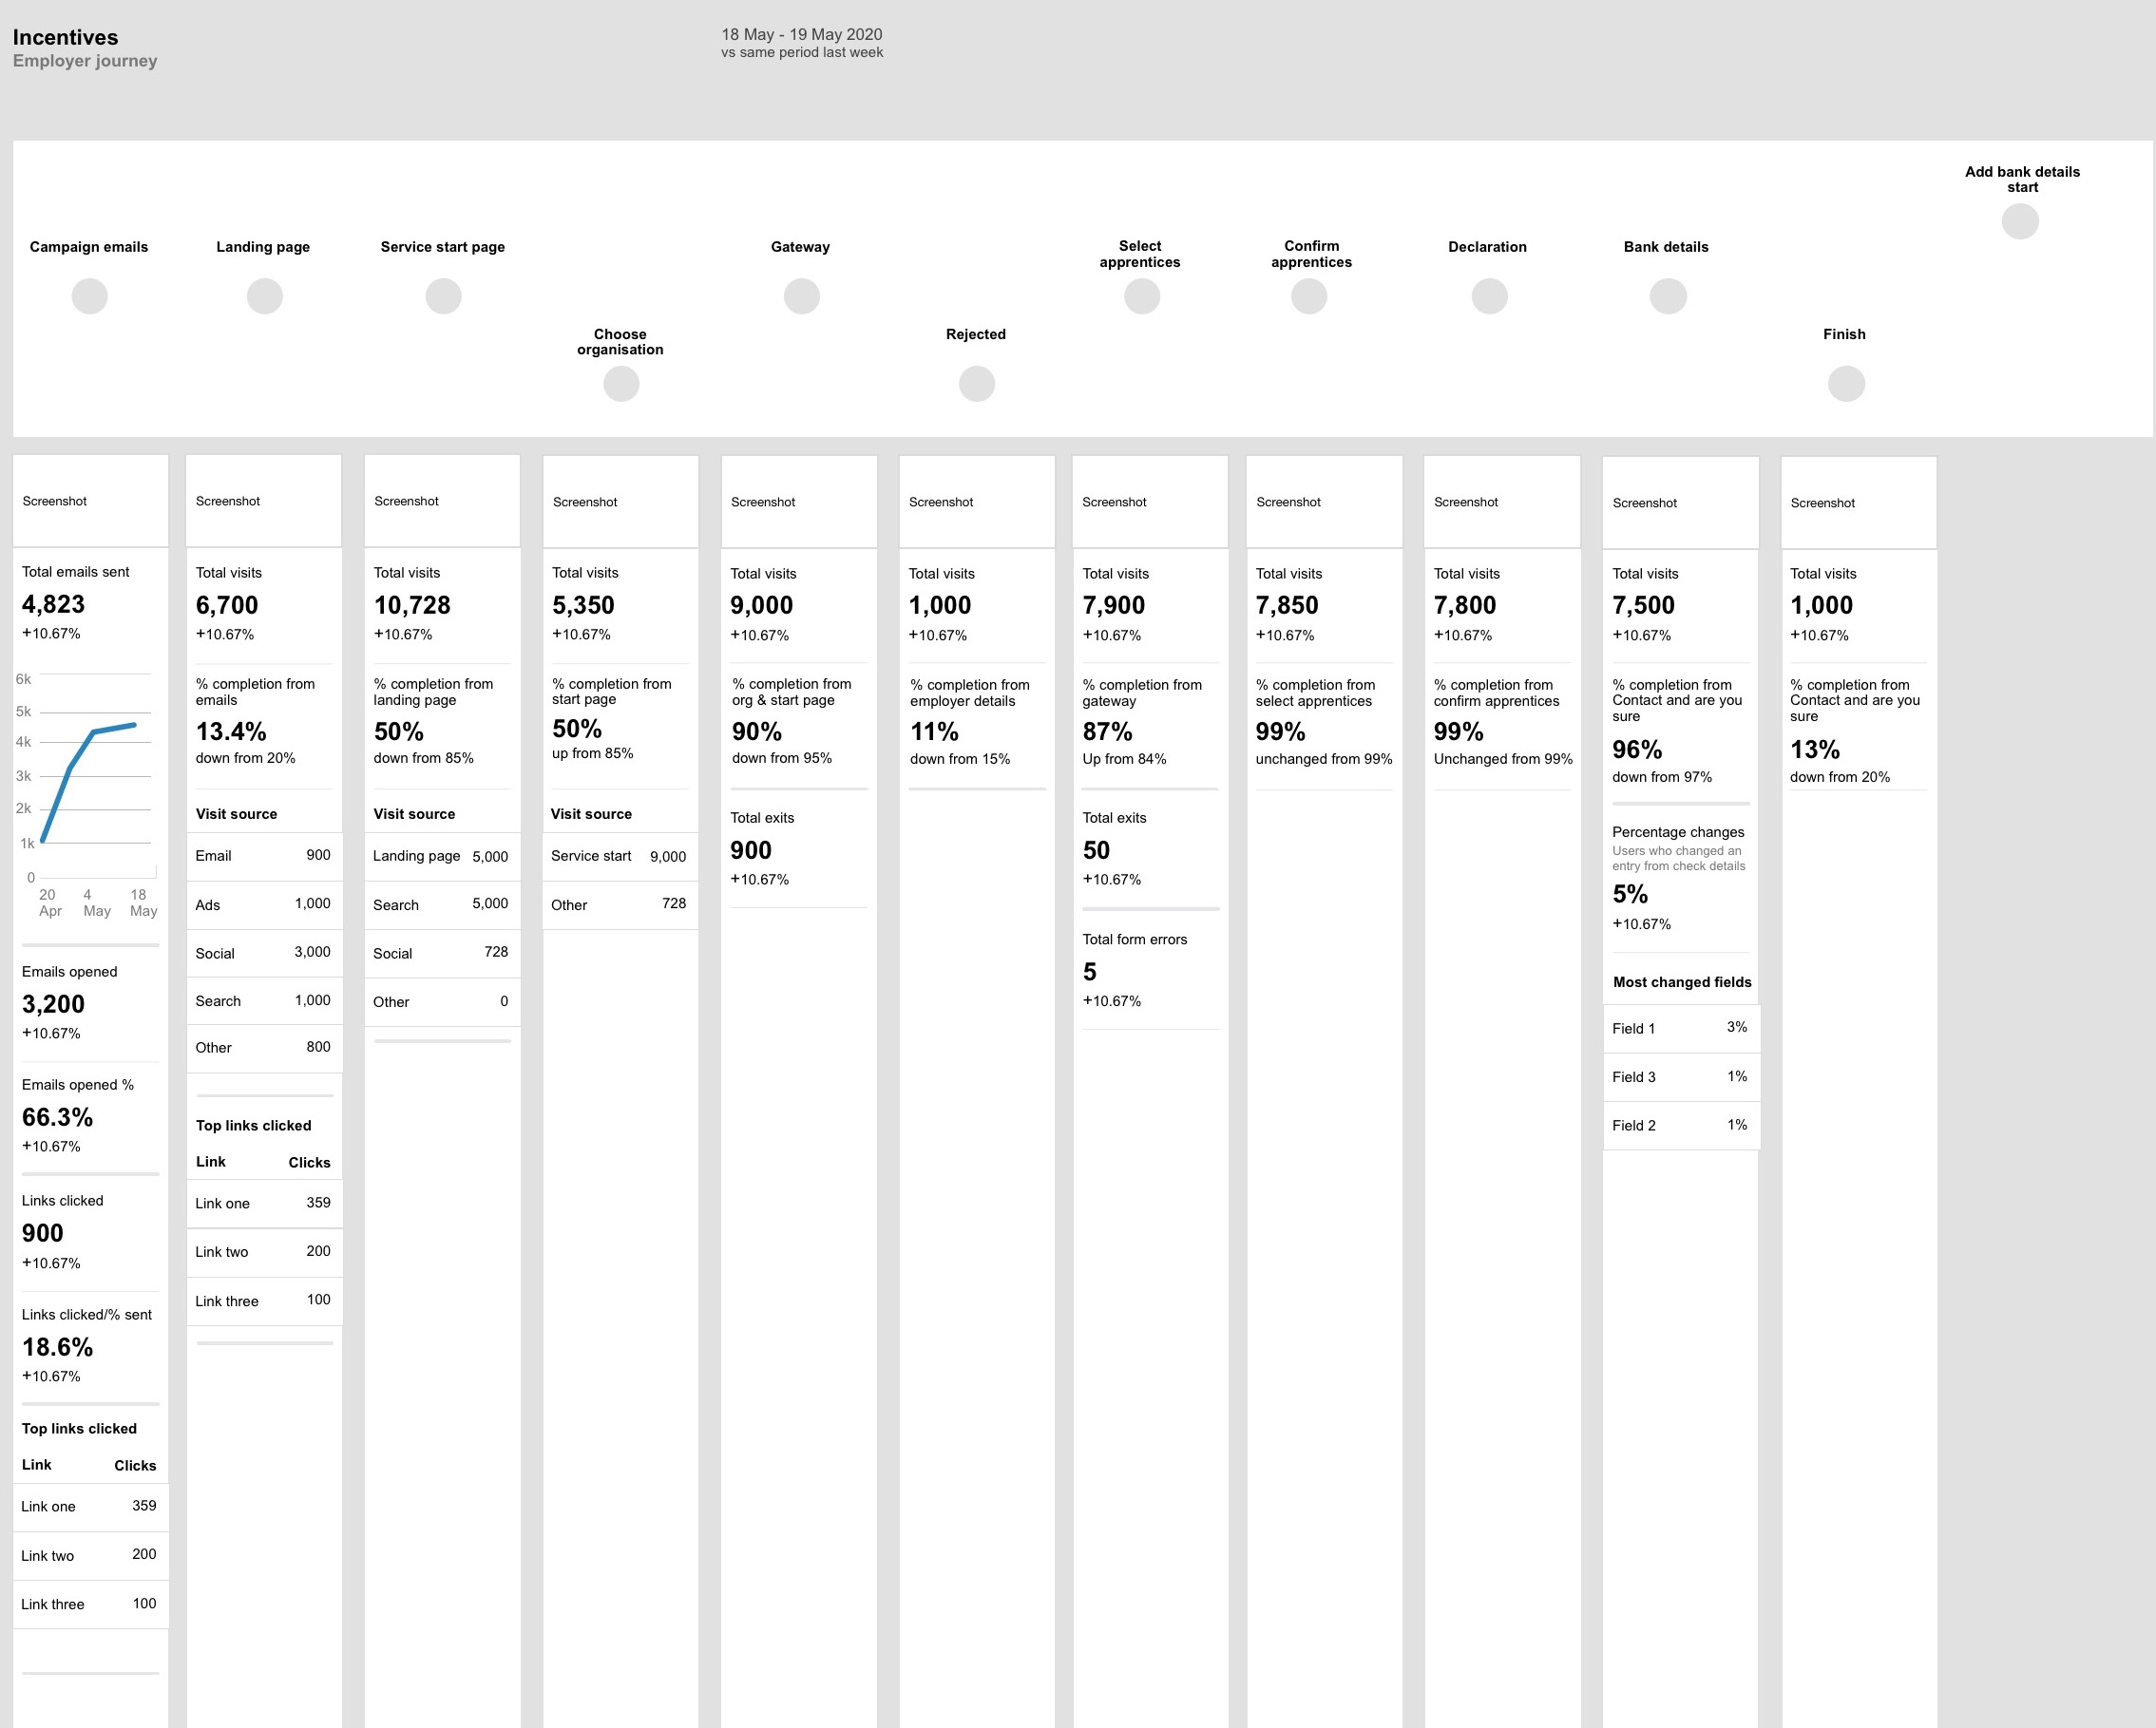 Incentives
Employer journey
18 May - 19 May 2020
vs same period last week
Campaign emails
Landing page
Service start page
Choose
organisation
Gateway
Rejected
Select
apprentices
Confirm
apprentices
Declaration
Bank details
Finish
Add bank details
start
Screenshot
Total emails sent
4,823
+10.67%
6k
5k
4k
3k
2k
1k
0
20
Apr
4
May
18
May
Emails opened
3,200
+10.67%
Emails opened %
66.3%
+10.67%
Links clicked
900
+10.67%
Links clicked/% sent
18.6%
+10.67%
Top links clicked
Link Clicks
Link one 359
Link two 200
Link three 100
Screenshot
Total visits
6,700
+10.67%
% completion from
emails
13.4%
down from 20%
Visit source
Email 900
Ads 1,000
Social 3,000
Search 1,000
Other 800
Top links clicked
Link Clicks
Link one 359
Link two 200
Link three 100
Screenshot
Total visits
10,728
+10.67%
% completion from
landing page
50%
down from 85%
Visit source
Landing page 5,000
Search 5,000
Social 728
Other 0
Screenshot
Total visits
5,350
+10.67%
% completion from
start page
50%
up from 85%
Visit source
Service start 9,000
Other 728
Screenshot
Total visits
9,000
+10.67%
% completion from
org & start page
90%
down from 95%
Total exits
900
+10.67%
Screenshot
Total visits
1,000
+10.67%
% completion from
employer details
11%
down from 15%
Screenshot
Total visits
7,900
+10.67%
% completion from
gateway
87%
Up from 84%
Total exits
50
+10.67%
Total form errors
5
+10.67%
Screenshot
Total visits
7,850
+10.67%
% completion from
select apprentices
99%
unchanged from 99%
Screenshot
Total visits
7,800
+10.67%
% completion from
confirm apprentices
99%
Unchanged from 99%
Screenshot
Total visits
7,500
+10.67%
% completion from
Contact and are you
sure
96%
down from 97%
Percentage changes
Users who changed an
entry from check details
5%
+10.67%
Most changed fields
Field 1 3%
Field 3 1%
Field 2 1%
Screenshot
Total visits
1,000
+10.67%
% completion from
Contact and are you
sure
13%
down from 20%